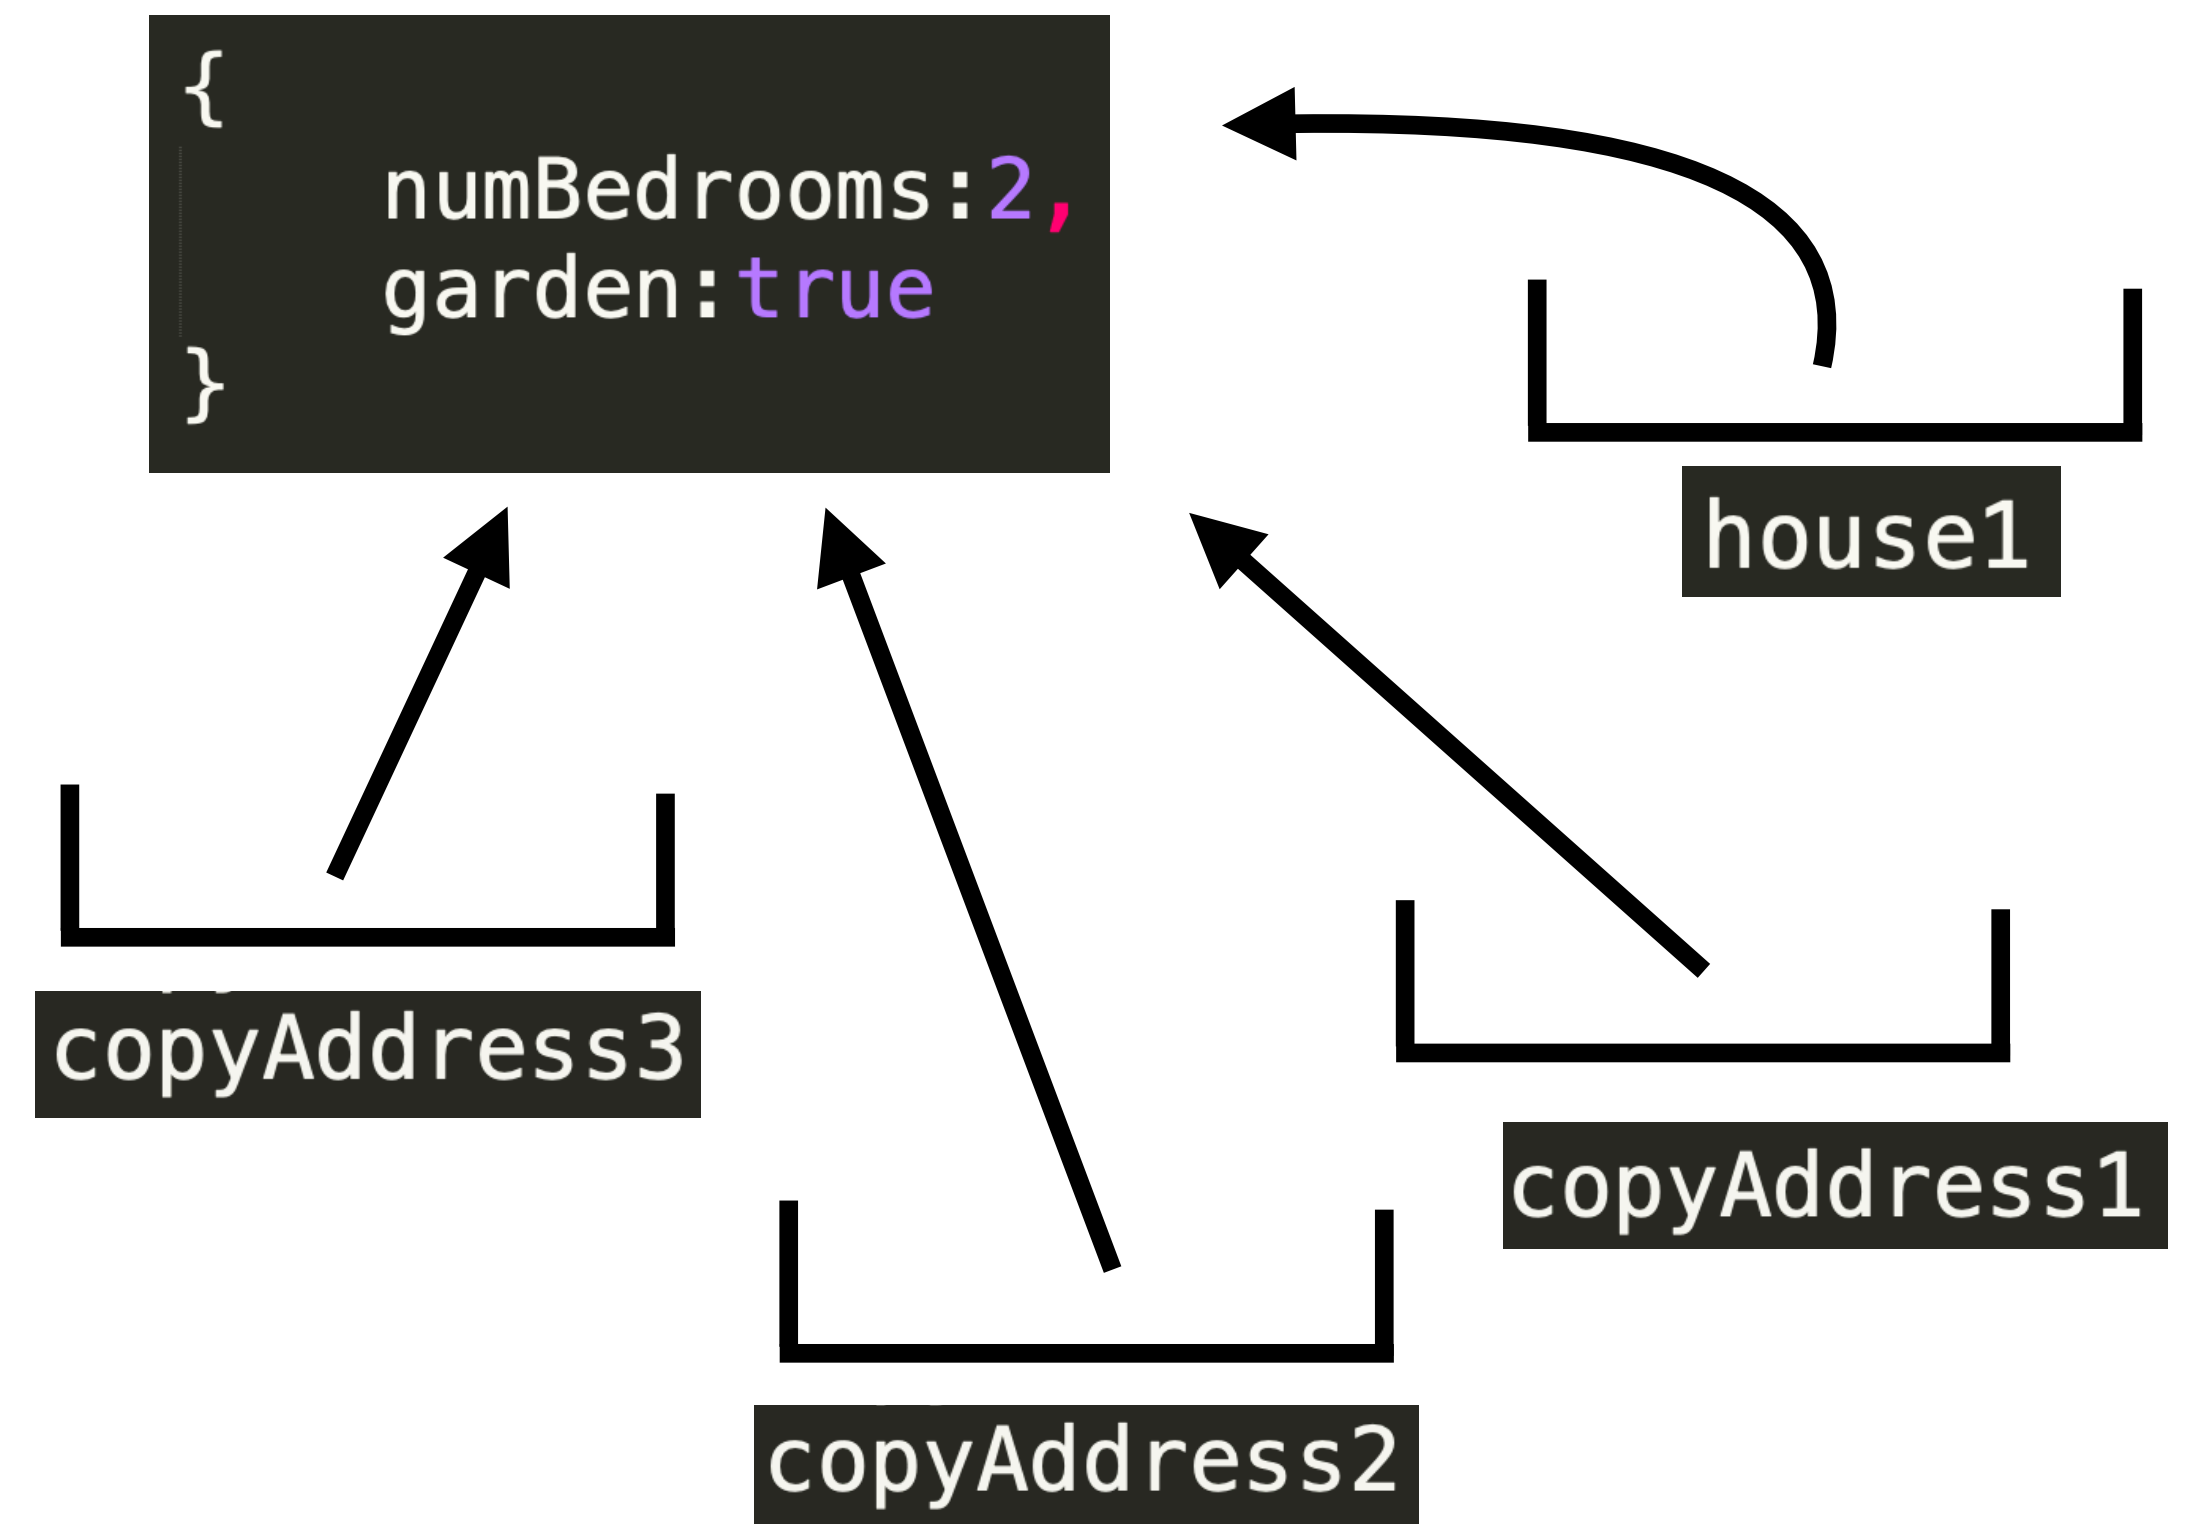 {
numBedrooms:2,
garden:true
}
house1
copyAddress3
copyAddress1
copyAddress2